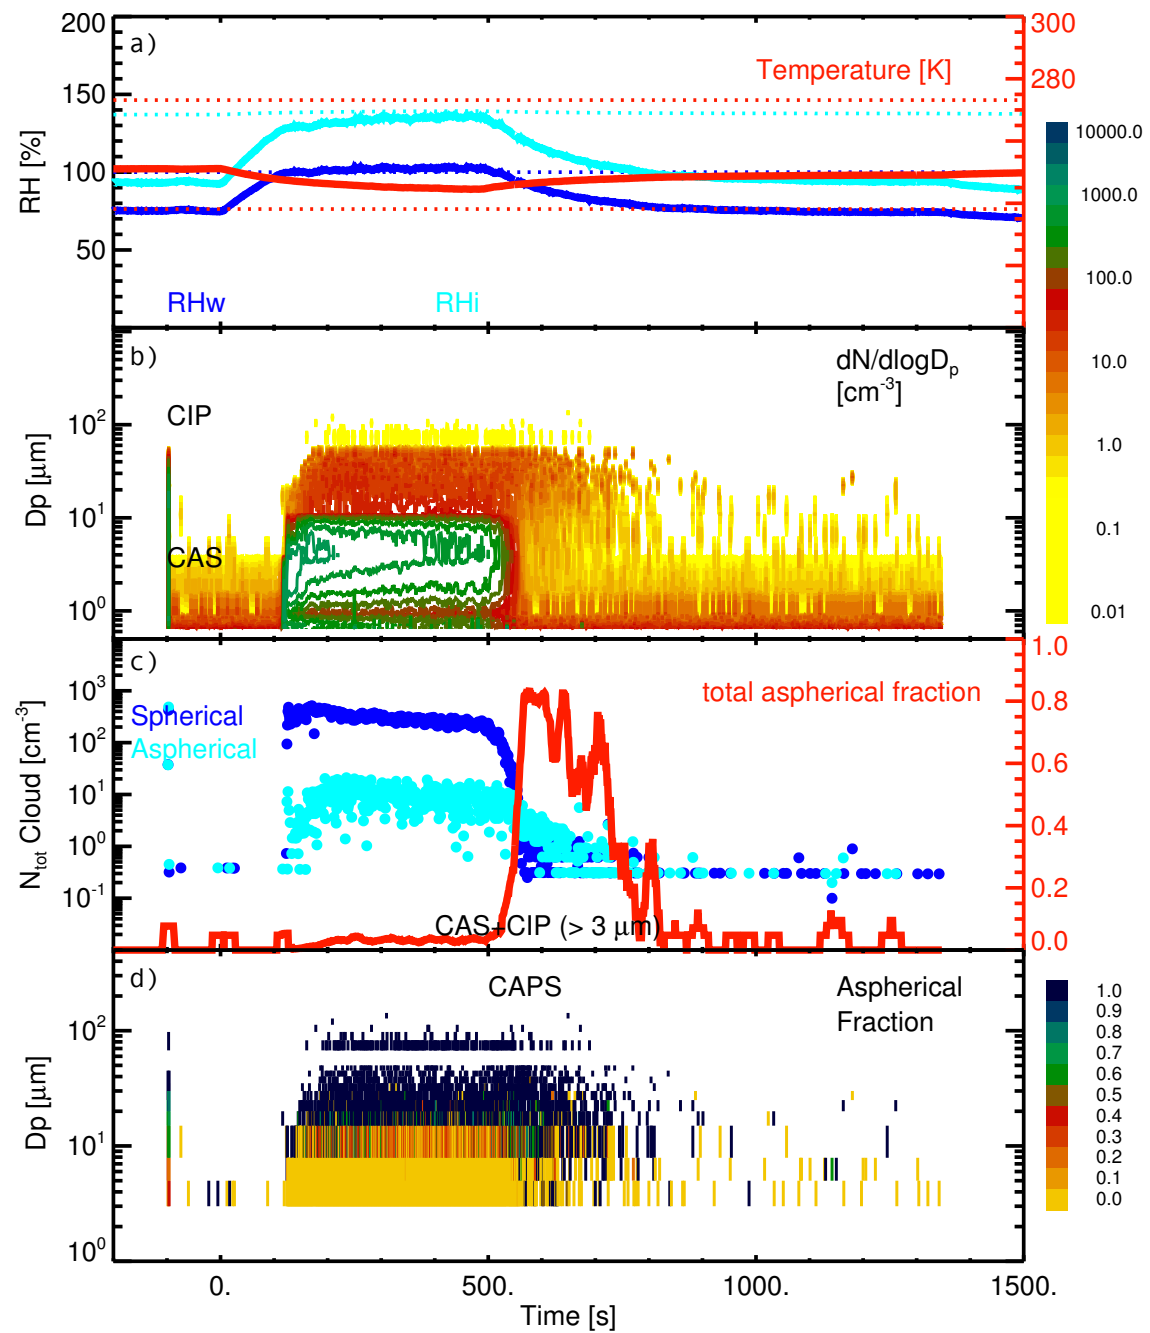 a)
200
150
100
50
RH [%]
Temperature [K]
300
280
RHw
RHi
10000.0
1000.0
100.0
10.0
1.0
0.1
0.01
b)
dN/dlogDp
[cm-3]
CIP
CAS
10²
10¹
10⁰
Dp [µm]
c)
10³
10²
10¹
10⁰
10⁻¹
Ntot Cloud [cm-3]
Spherical
Aspherical
total aspherical fraction
CAS+CIP (> 3 µm)
1.0
0.8
0.6
0.4
0.2
0.0
d)
CAPS
Aspherical
Fraction
10²
10¹
10⁰
Dp [µm]
1.0
0.9
0.8
0.7
0.6
0.5
0.4
0.3
0.2
0.1
0.0
0.
500.
1000.
1500.
Time [s]